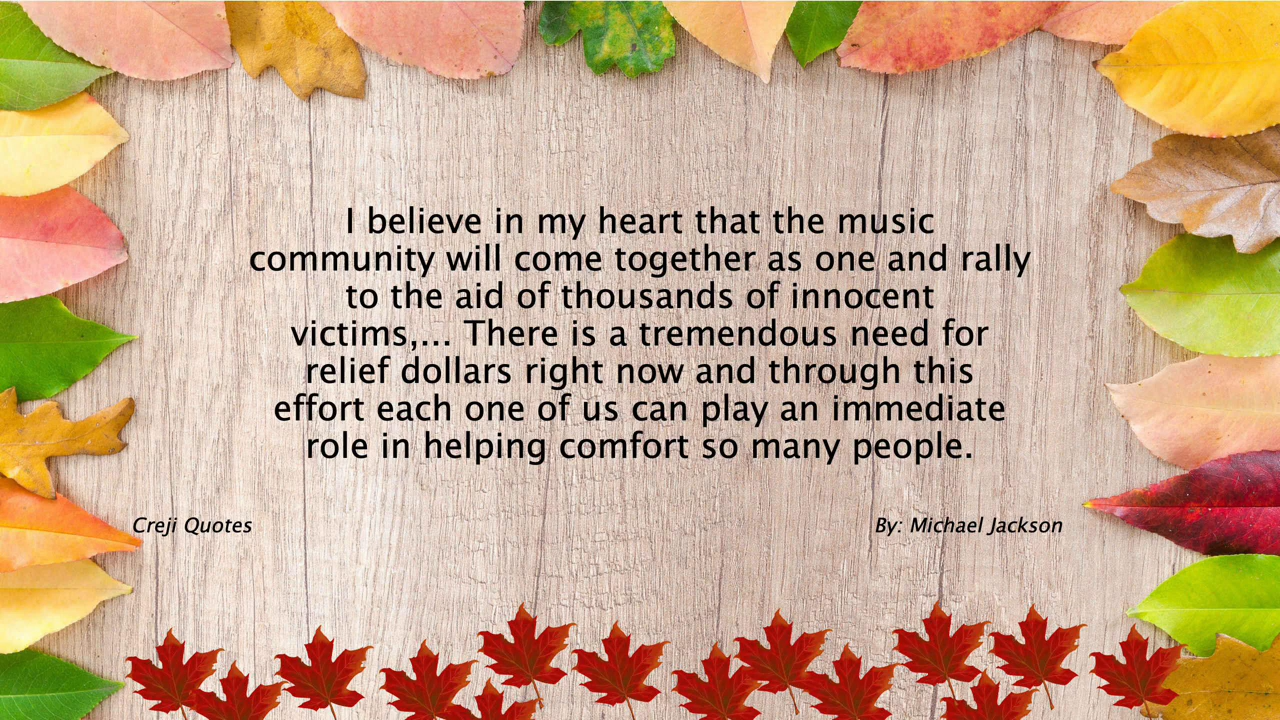 I believe in my heart that the music
community will come together as one and rally
to the aid of thousands of innocent
victims,... There is a tremendous need for
relief dollars right now and through this
effort each one of us can play an immediate
role in helping comfort so many people.
Creji Quotes
By: Michael Jackson